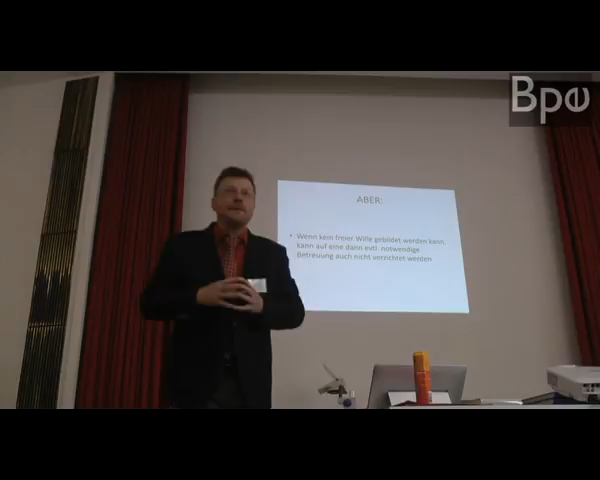 Bpe
ABER:
• Wenn kein freier Wille gebildet werden kann,
kann auf eine dann evtl. notwendige
Betreuung auch nicht verzichtet werden